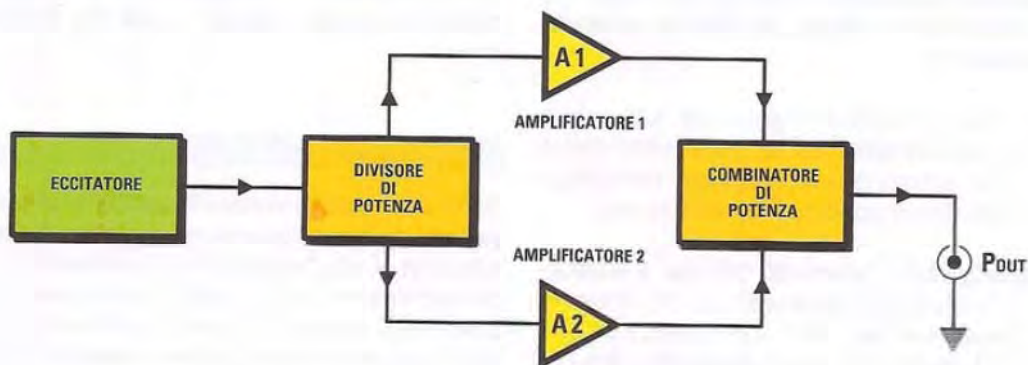 A1
AMPLIFICATORE 1
ECCITATORE
DIVISORE
DI
POTENZA
COMBINATORE
DI
POTENZA
AMPLIFICATORE 2
POUT
A2